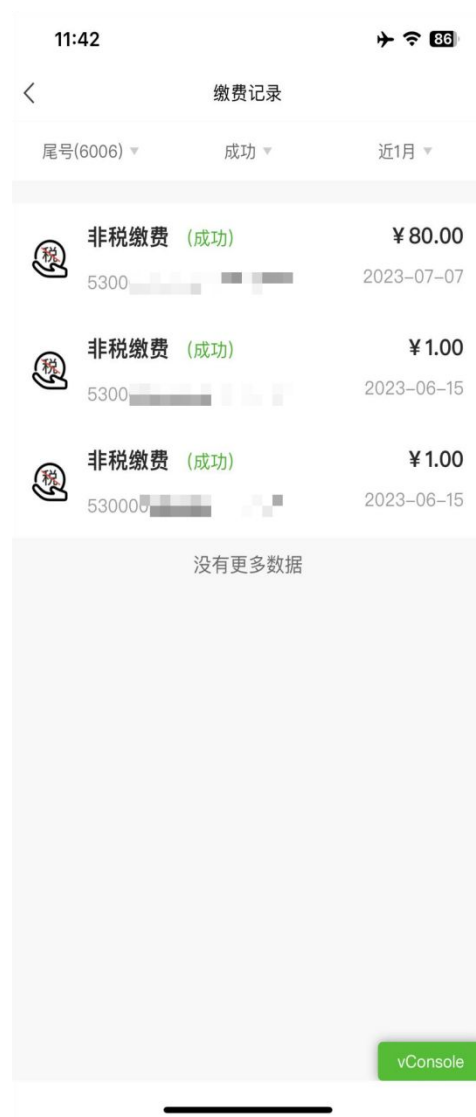 11:42
86
缴费记录
尾号(6006) 成功 近1月
税 非税缴费 (成功) ¥80.00
5300 2023-07-07
税 非税缴费 (成功) ¥1.00
5300 2023-06-15
税 非税缴费 (成功) ¥1.00
530000 2023-06-15
没有更多数据
vConsole